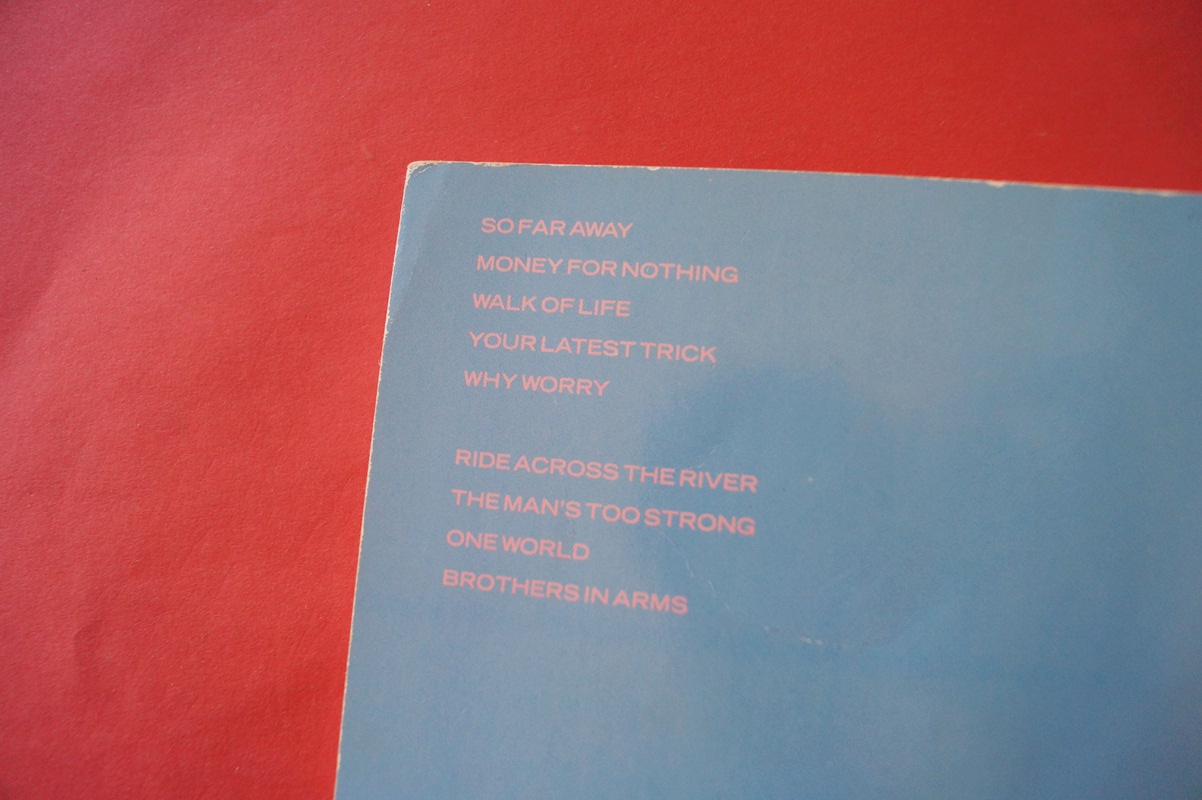 SO FAR AWAY
MONEY FOR NOTHING
WALK OF LIFE
YOUR LATEST TRICK
WHY WORRY
RIDE ACROSS THE RIVER
THE MAN'S TOO STRONG
ONE WORLD
BROTHERS IN ARMS